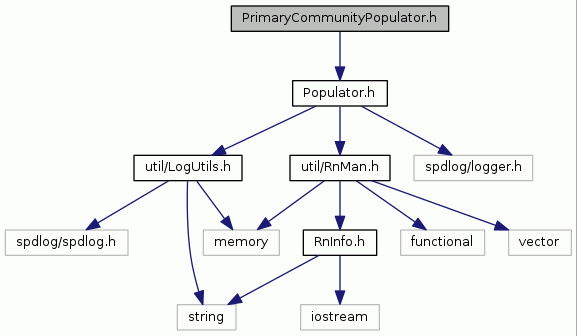 PrimaryCommunityPopulator.h
Populator.h
util/LogUtils.h
util/RnMan.h
spdlog/logger.h
spdlog/spdlog.h
memory
RnInfo.h
functional
vector
string
iostream